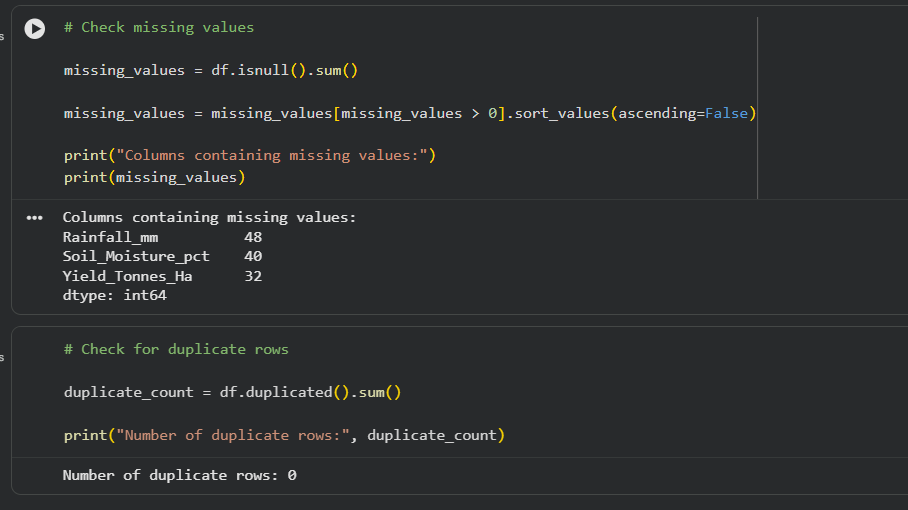 # Check missing values
missing_values = df.isnull().sum()
missing_values = missing_values[missing_values > 0].sort_values(ascending=False)
print("Columns containing missing values:")
print(missing_values)
Columns containing missing values:
Rainfall_mm          48
Soil_Moisture_pct    40
Yield_Tonnes_Ha      32
dtype: int64
# Check for duplicate rows
duplicate_count = df.duplicated().sum()
print("Number of duplicate rows:", duplicate_count)
Number of duplicate rows: 0